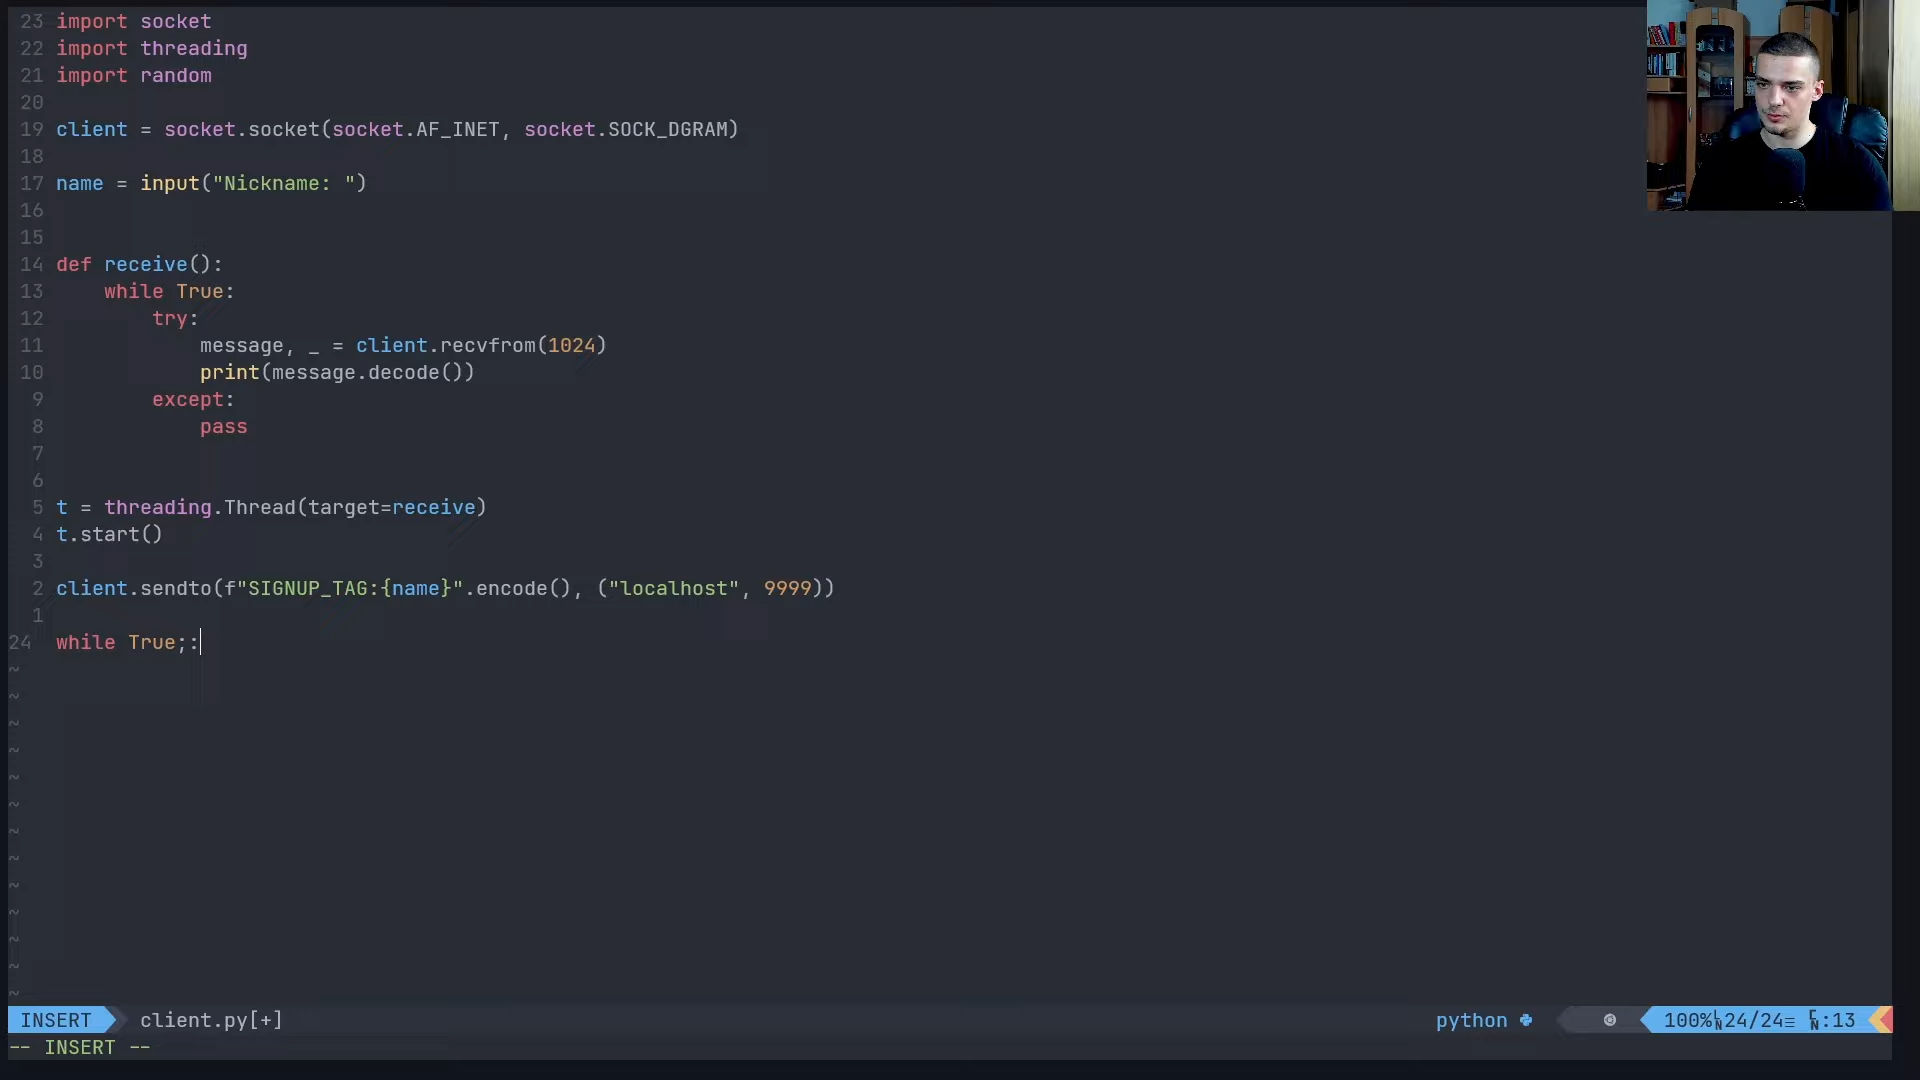 23 import socket
22 import threading
21 import random
20
19 client = socket.socket(socket.AF_INET, socket.SOCK_DGRAM)
18
17 name = input("Nickname: ")
16
15
14 def receive():
13     while True:
12         try:
11             message, _ = client.recvfrom(1024)
10             print(message.decode())
9         except:
8             pass
7
6
5 t = threading.Thread(target=receive)
4 t.start()
3
2 client.sendto(f"SIGNUP_TAG:{name}".encode(), ("localhost", 9999))
1
24 while True;:
~
~
~
~
~
~
~
~
~
~
~
~
~
INSERT client.py[+] python 100% LN 24/24≡ CN:13
-- INSERT --